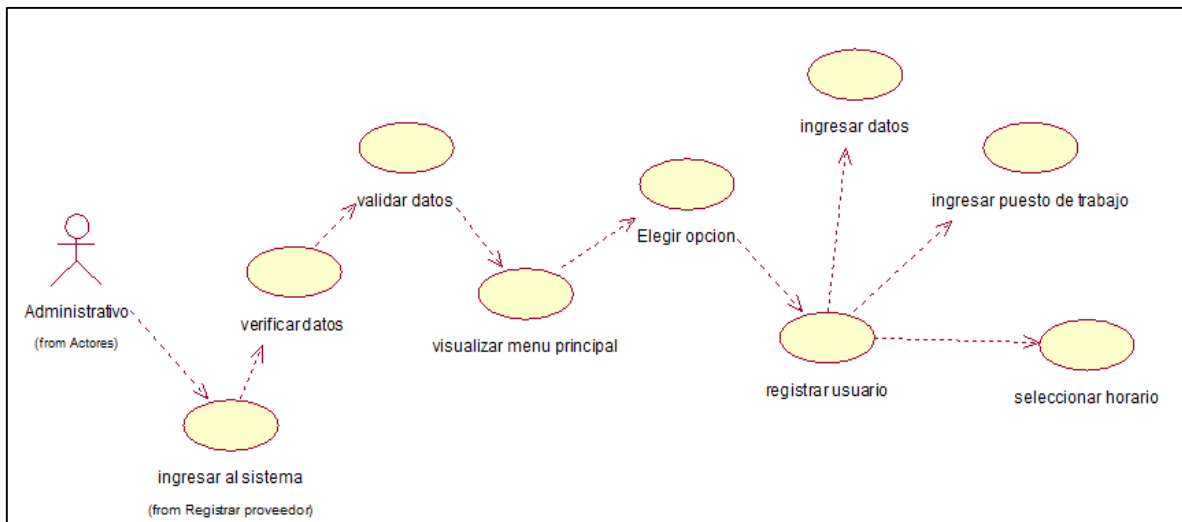 ingresar datos
ingresar puesto de trabajo
validar datos
Elegir opcion
Administrativo
(from Actores)
verificar datos
visualizar menu principal
registrar usuario
seleccionar horario
ingresar al sistema
(from Registrar proveedor)